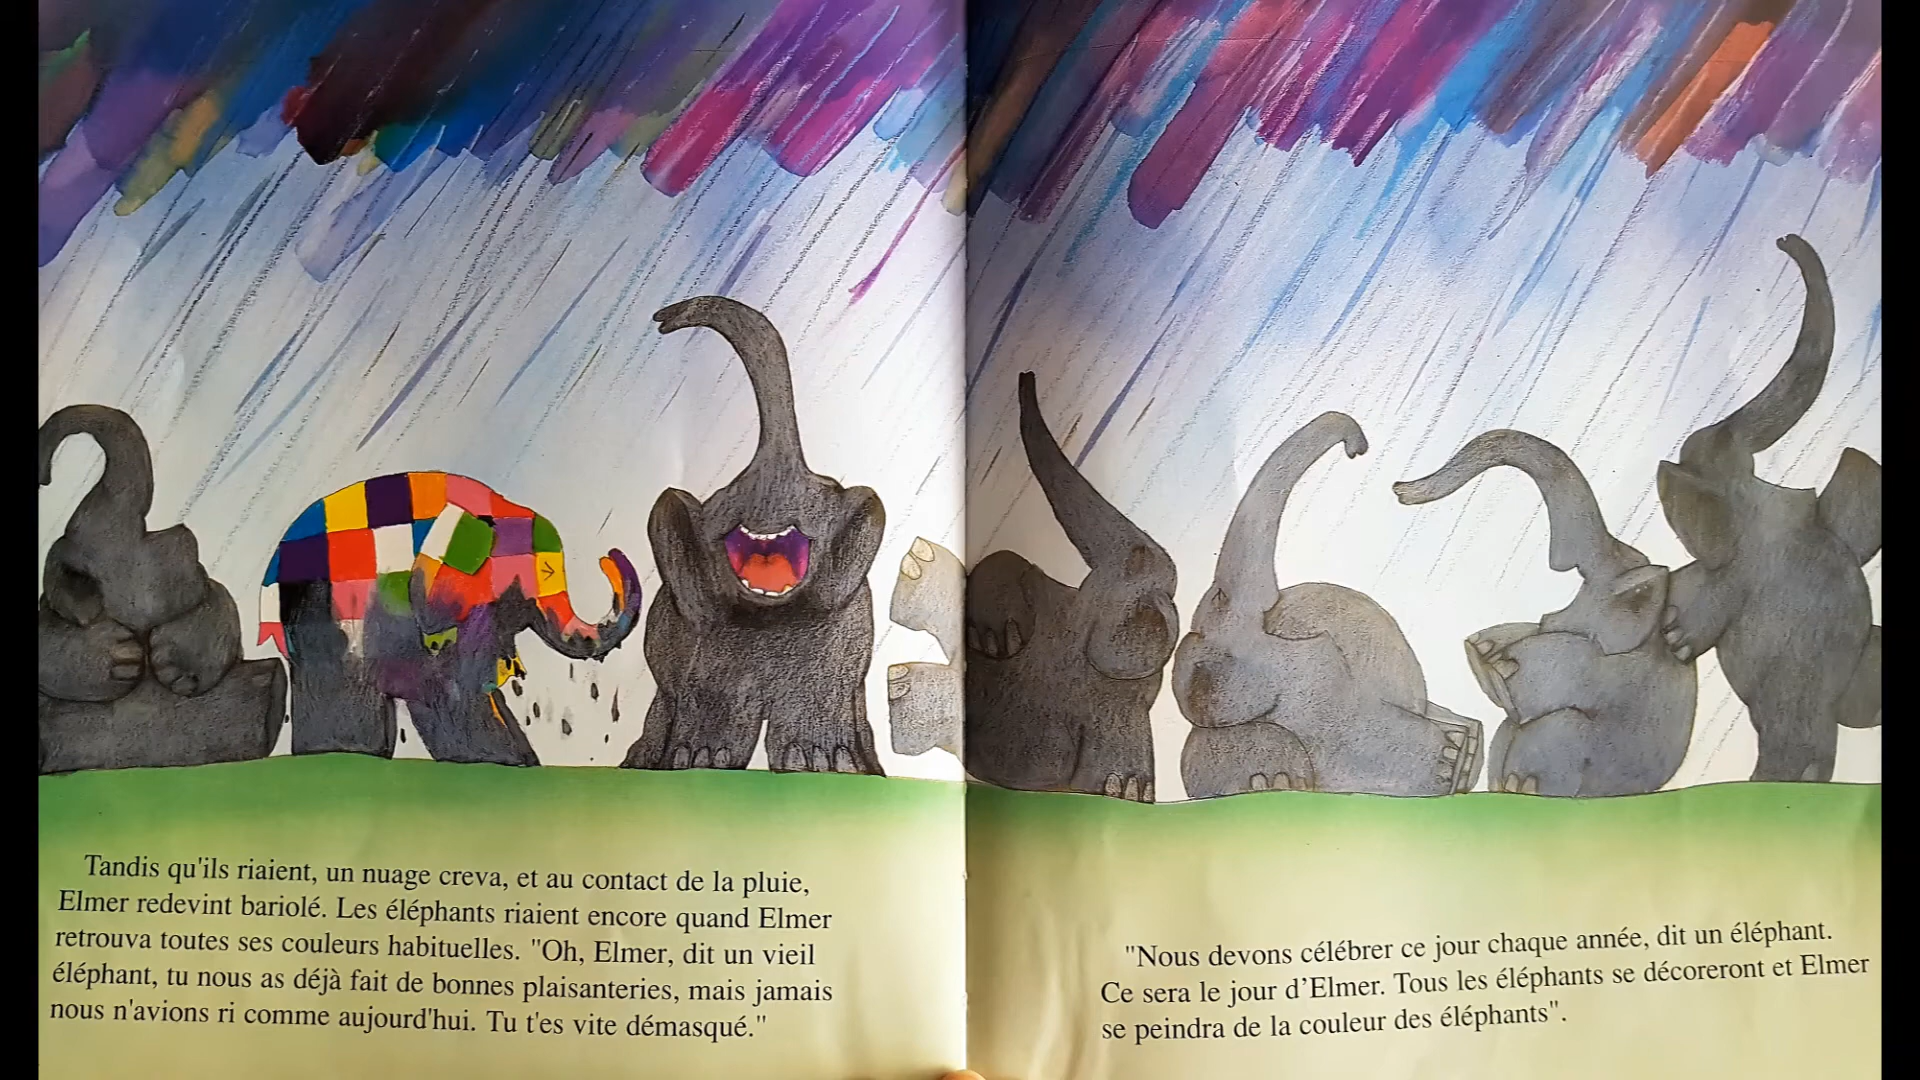 Tandis qu'ils riaient, un nuage creva, et au contact de la pluie,
Elmer redevint bariolé. Les éléphants riaient encore quand Elmer
retrouva toutes ses couleurs habituelles. "Oh, Elmer, dit un vieil
éléphant, tu nous as déjà fait de bonnes plaisanteries, mais jamais
nous n'avions ri comme aujourd'hui. Tu t'es vite démasqué."
"Nous devons célébrer ce jour chaque année, dit un éléphant.
Ce sera le jour d'Elmer. Tous les éléphants se décoreront et Elmer
se peindra de la couleur des éléphants".